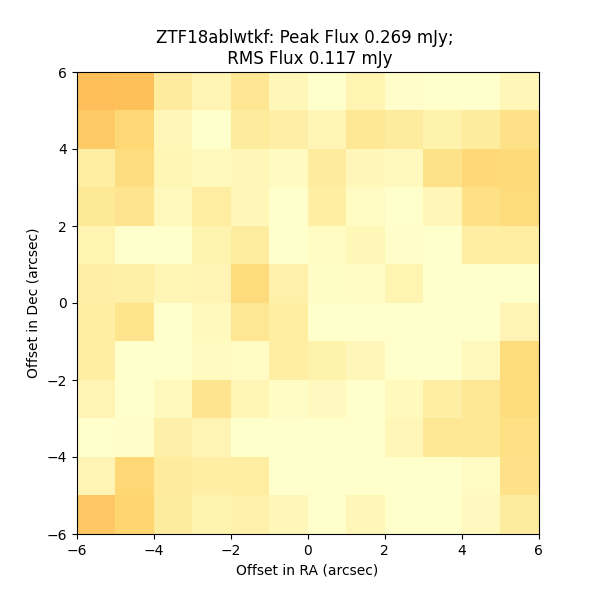 ZTF18ablwtkf: Peak Flux 0.269 mJy;
RMS Flux 0.117 mJy
6
4
2
0
−2
−4
−6
Offset in Dec (arcsec)
−6 −4 −2 0 2 4 6
Offset in RA (arcsec)